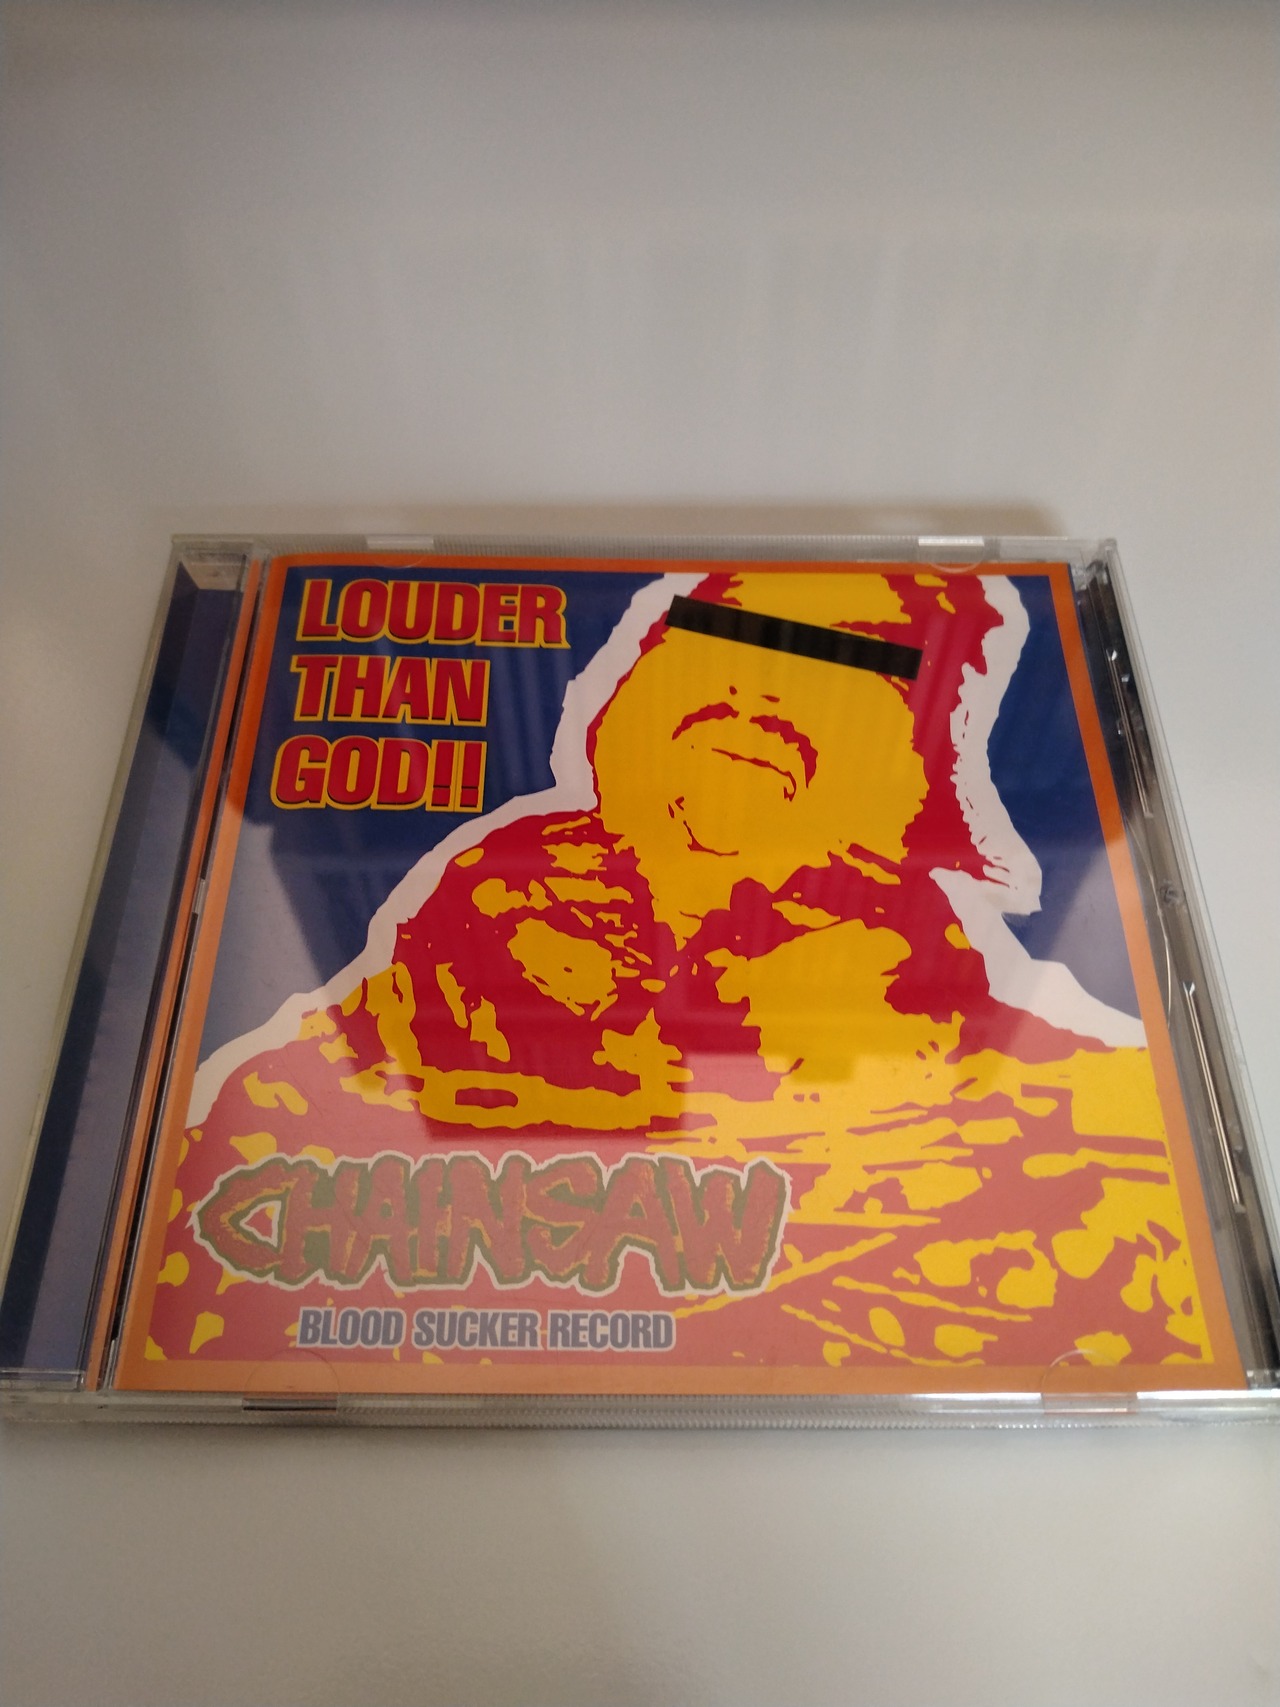 LOUDER
THAN
GOD!!
CHAINSAW
BLOOD SUCKER RECORD